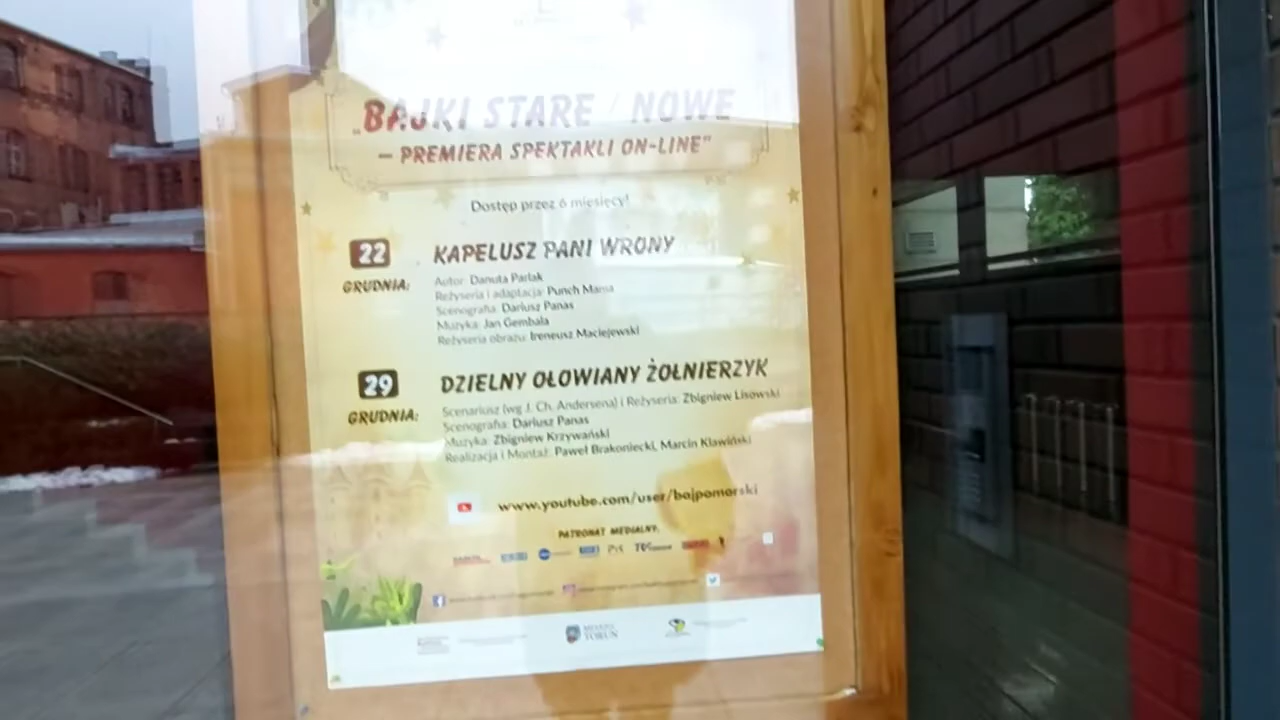 „BAJKI STARE / NOWE
– PREMIERA SPEKTAKLI ON-LINE”
Dostęp przez 6 miesięcy!
22
GRUDNIA:
KAPELUSZ PANI WRONY
Autor: Danuta Parlak
Reżyseria i adaptacja: Punch Mama
Scenografia: Dariusz Panas
Muzyka: Jan Gembala
Reżyseria obrazu: Ireneusz Maciejewski
29
GRUDNIA:
DZIELNY OŁOWIANY ŻOŁNIERZYK
Scenariusz (wg J. Ch. Andersena) i Reżyseria: Zbigniew Lisowski
Scenografia: Dariusz Panas
Muzyka: Zbigniew Krzywański
Realizacja i Montaż: Paweł Brakoniecki, Marcin Kławiński
www.youtube.com/user/bajpomorski
PATRONAT MEDIALNY:
TORUŃ